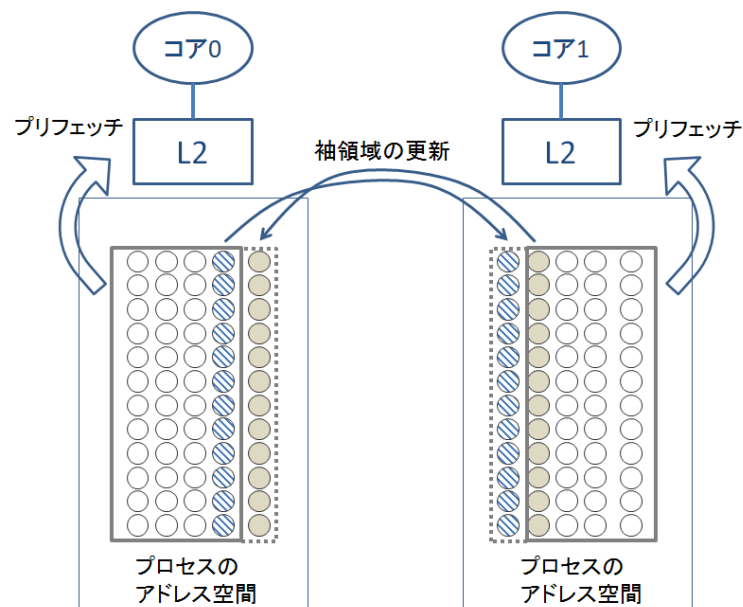 コア0
コア1
プリフェッチ
プリフェッチ
L2
L2
袖領域の更新
プロセスの
アドレス空間
プロセスの
アドレス空間